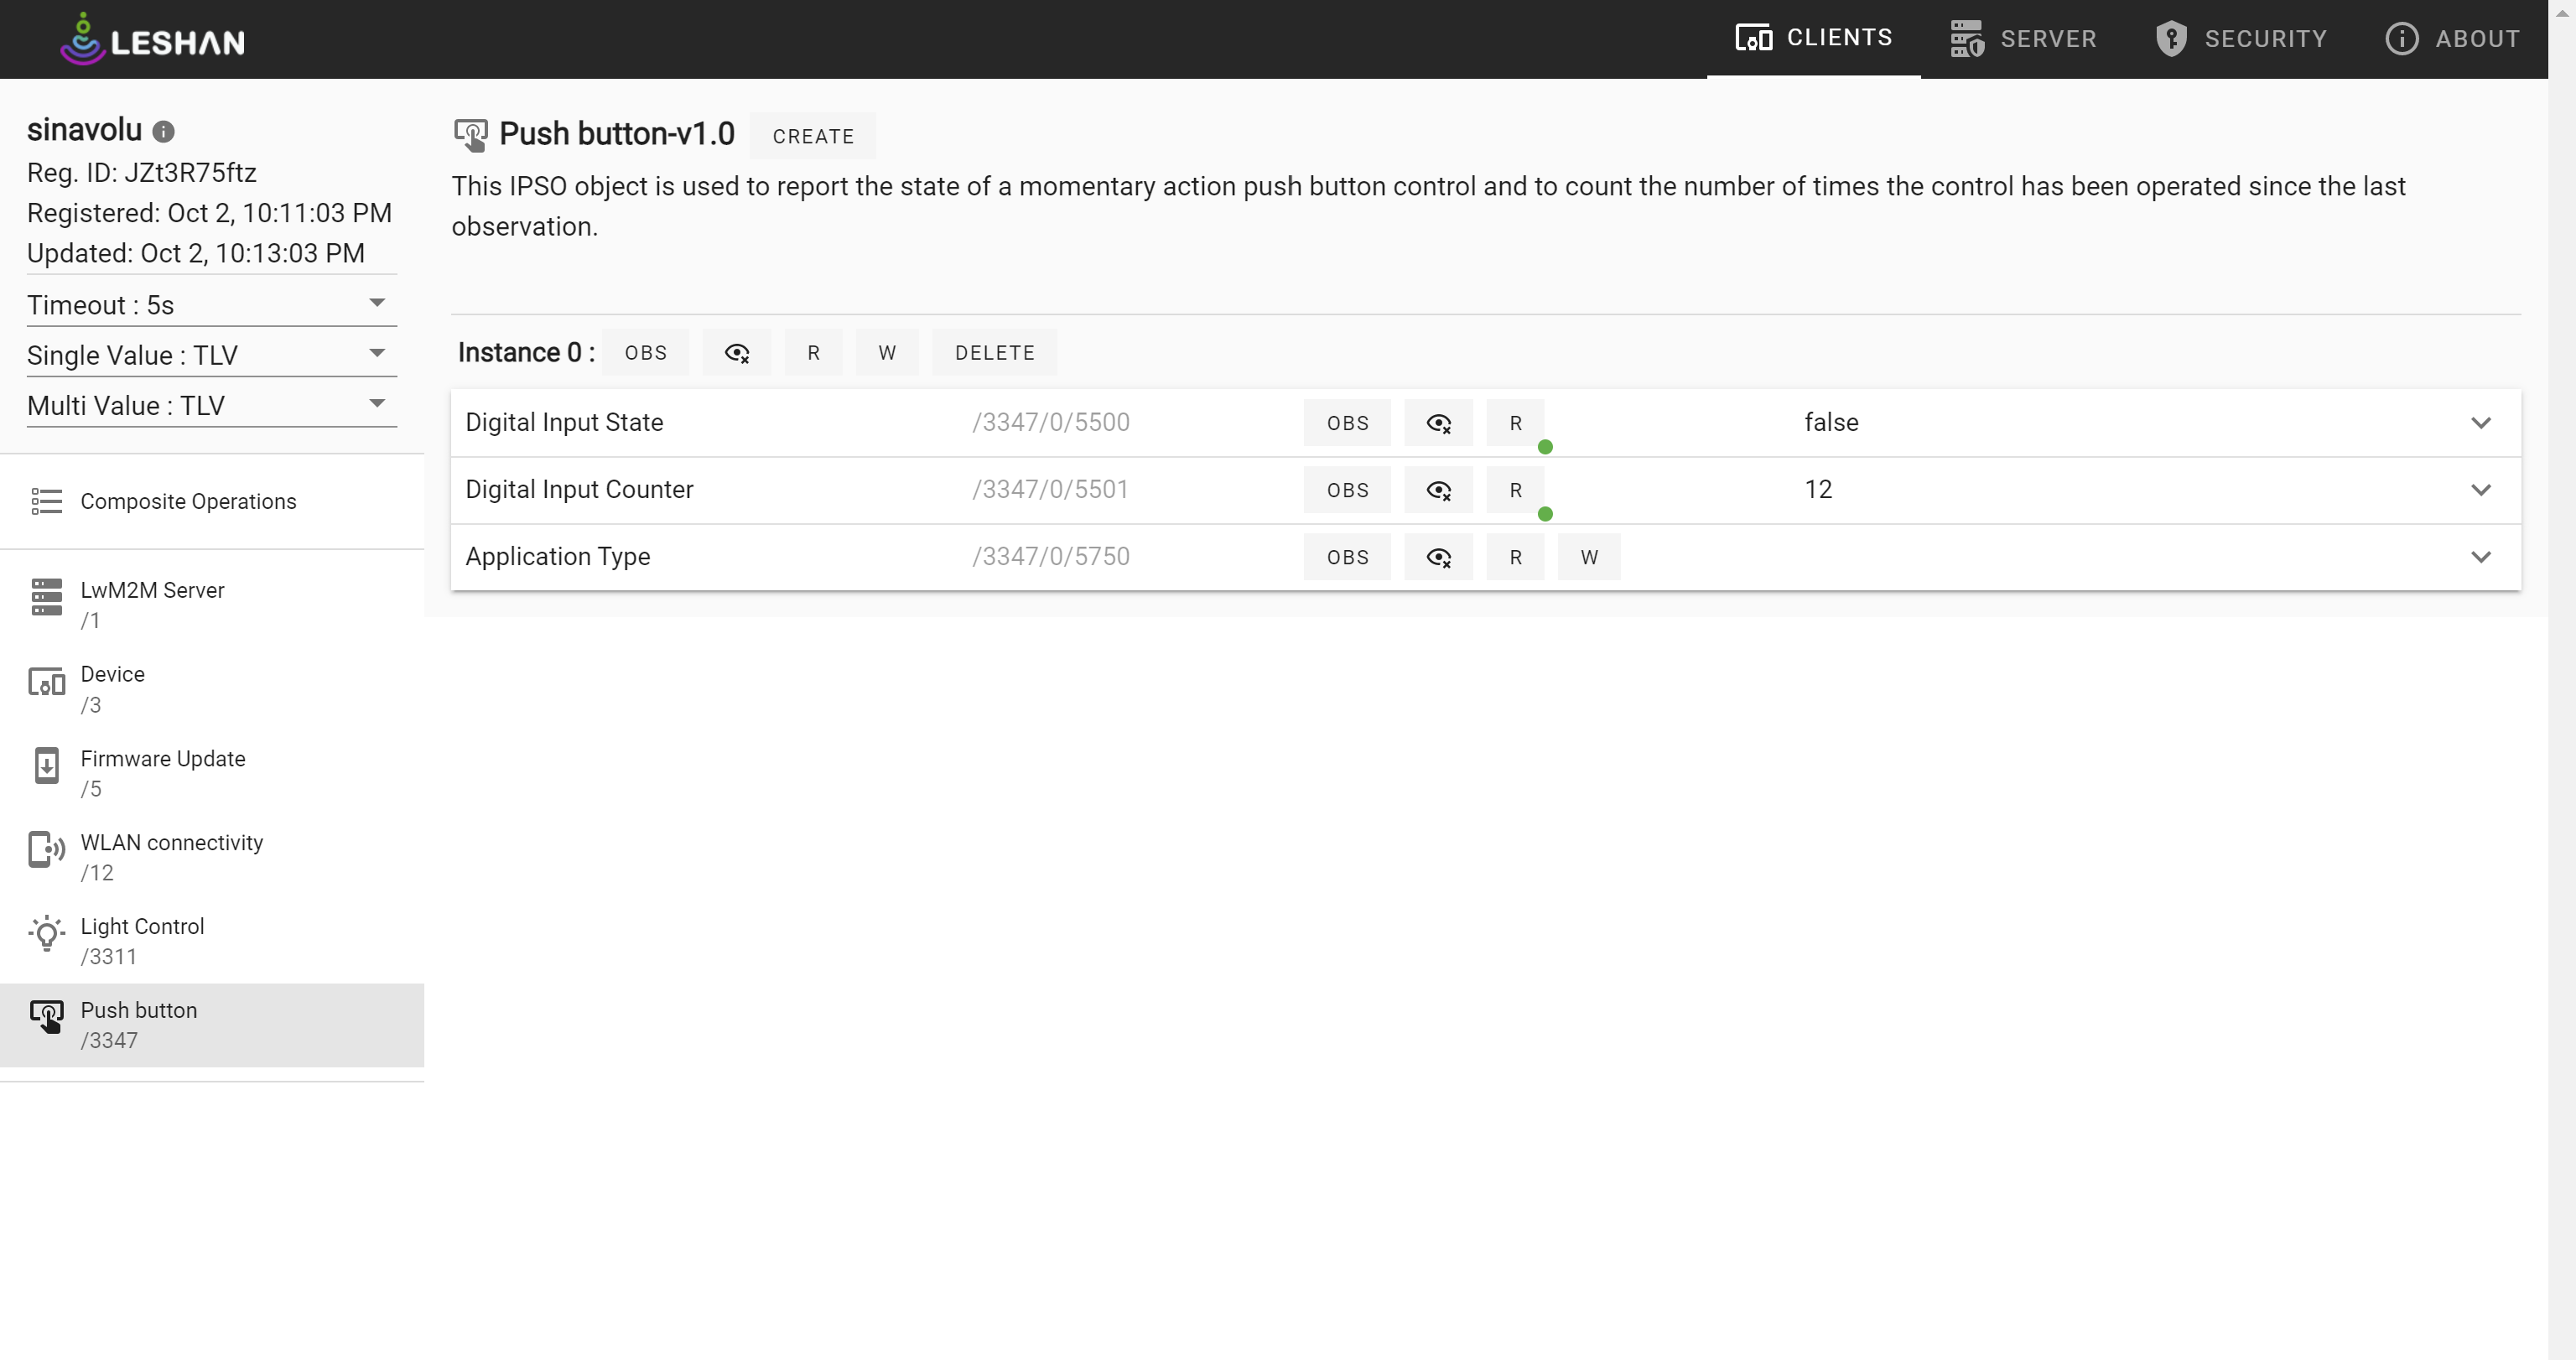 LESHAN
CLIENTS
SERVER
SECURITY
ABOUT
sinavolu
Reg. ID: JZt3R75ftz
Registered: Oct 2, 10:11:03 PM
Updated: Oct 2, 10:13:03 PM
Timeout : 5s
Single Value : TLV
Multi Value : TLV
Composite Operations
LwM2M Server
/1
Device
/3
Firmware Update
/5
WLAN connectivity
/12
Light Control
/3311
Push button
/3347
Push button-v1.0 CREATE
This IPSO object is used to report the state of a momentary action push button control and to count the number of times the control has been operated since the last
observation.
Instance 0 : OBS R W DELETE
Digital Input State /3347/0/5500 OBS R false
Digital Input Counter /3347/0/5501 OBS R 12
Application Type /3347/0/5750 OBS R W